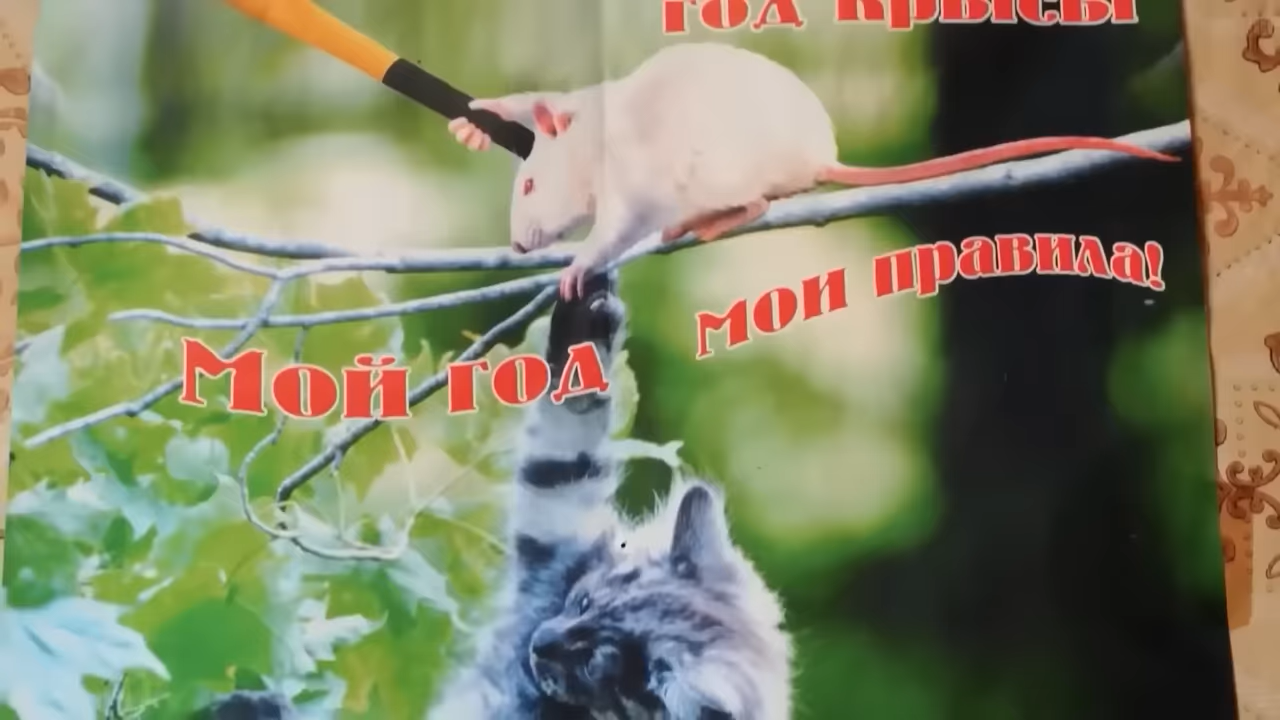 год крысы
Мой год
мои правила!